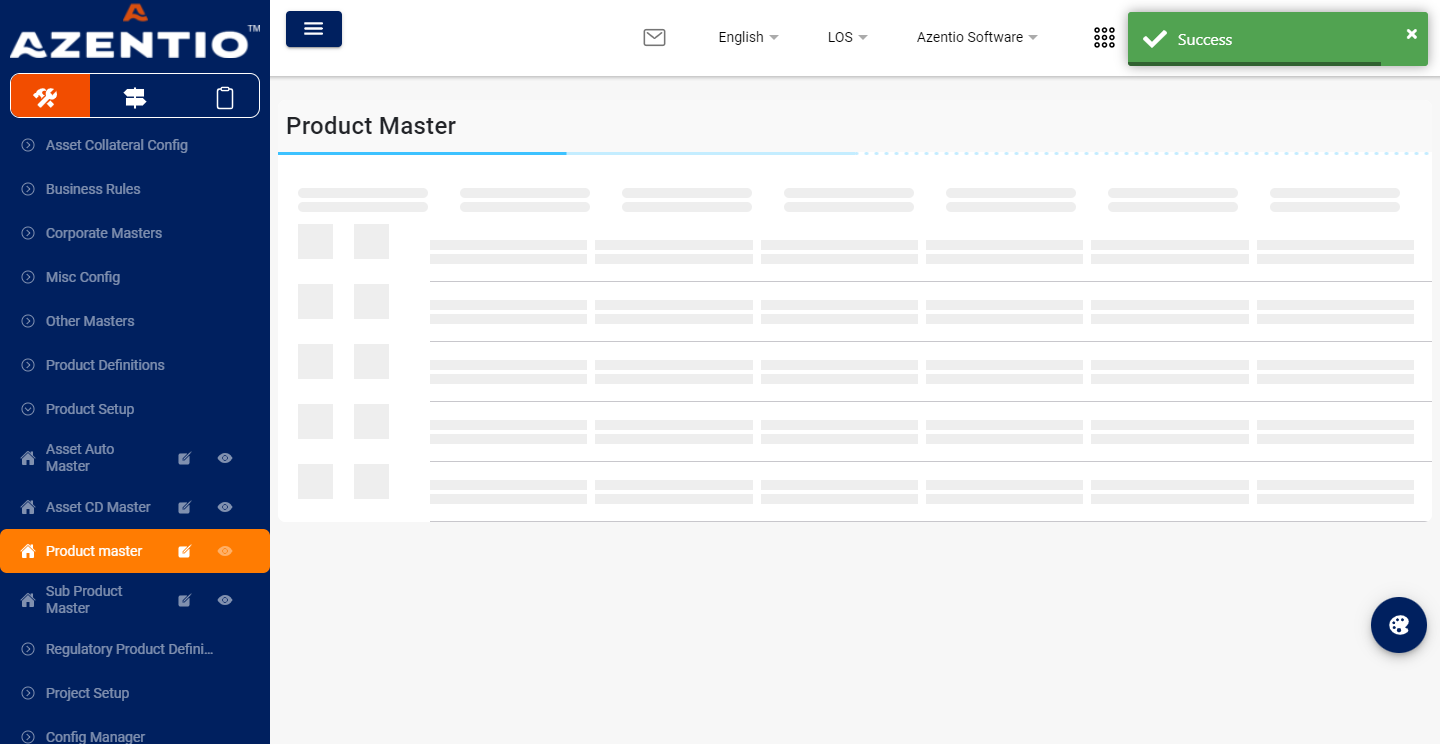 AZENTIO™
English
LOS
Azentio Software
Success
Product Master
Asset Collateral Config
Business Rules
Corporate Masters
Misc Config
Other Masters
Product Definitions
Product Setup
Asset Auto
Master
Asset CD Master
Product master
Sub Product
Master
Regulatory Product Defini...
Project Setup
Config Manager